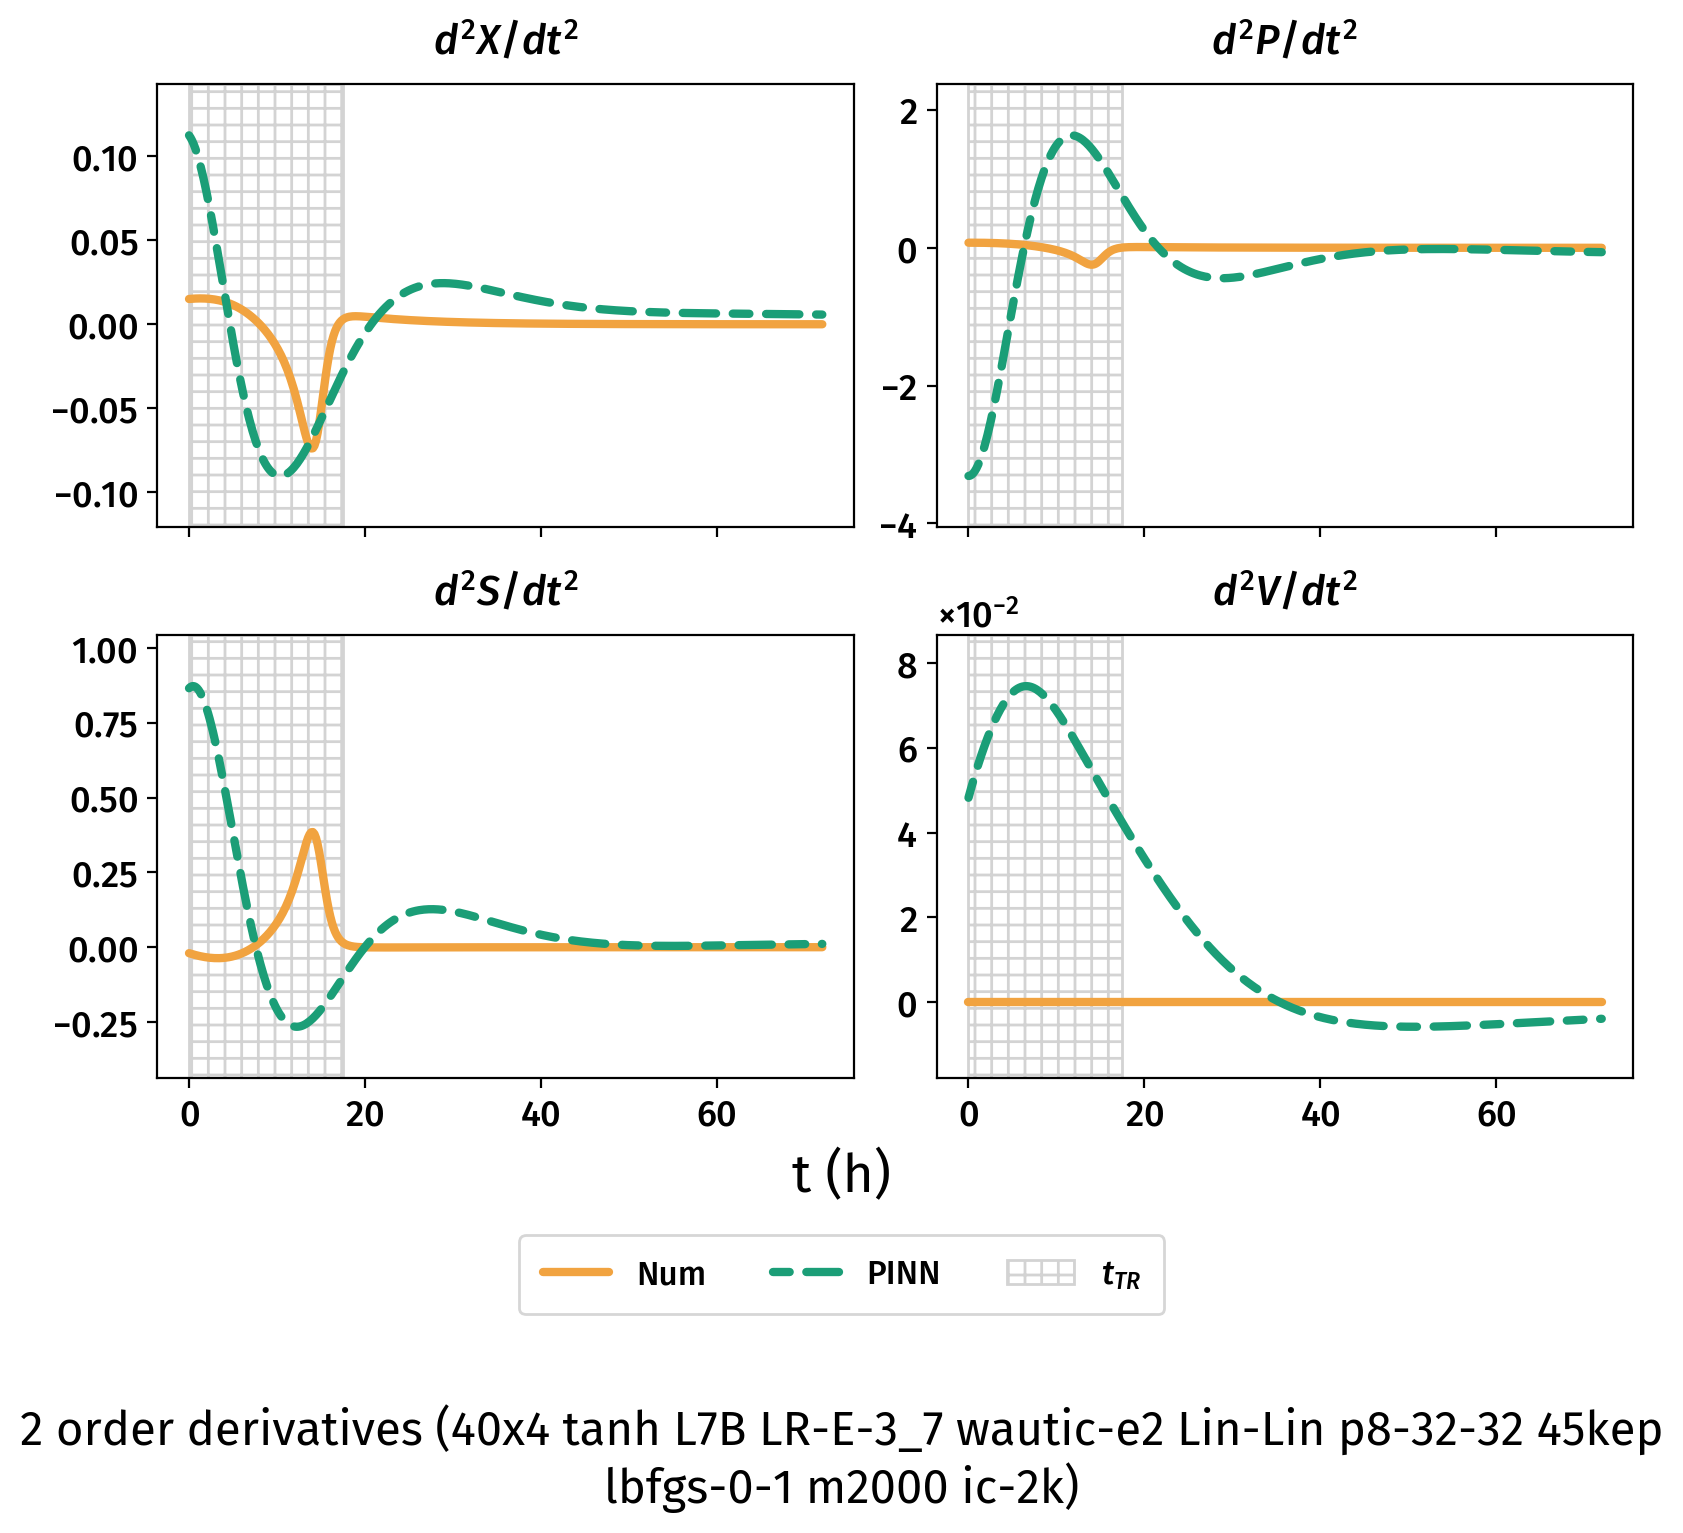 d²X/dt²
d²P/dt²
0.10
0.05
0.00
−0.05
−0.10
2
0
−2
−4
d²S/dt²
d²V/dt²
×10⁻²
1.00
0.75
0.50
0.25
0.00
−0.25
8
6
4
2
0
0 20 40 60
0 20 40 60
t (h)
Num PINN t_TR
2 order derivatives (40x4 tanh L7B LR-E-3_7 wautic-e2 Lin-Lin p8-32-32 45kep
lbfgs-0-1 m2000 ic-2k)